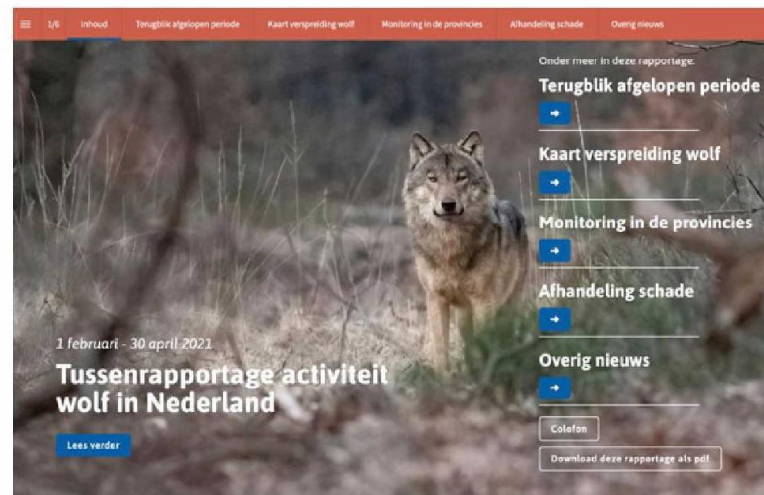 1/6
Inhoud
Terugblik afgelopen periode
Kaart verspreiding wolf
Monitoring in de provincies
Afhandeling schade
Overig nieuws
Onder meer in deze rapportage:
Terugblik afgelopen periode
Kaart verspreiding wolf
Monitoring in de provincies
Afhandeling schade
Overig nieuws
1 februari - 30 april 2021
Tussenrapportage activiteit
wolf in Nederland
Lees verder
Colofon
Download deze rapportage als pdf